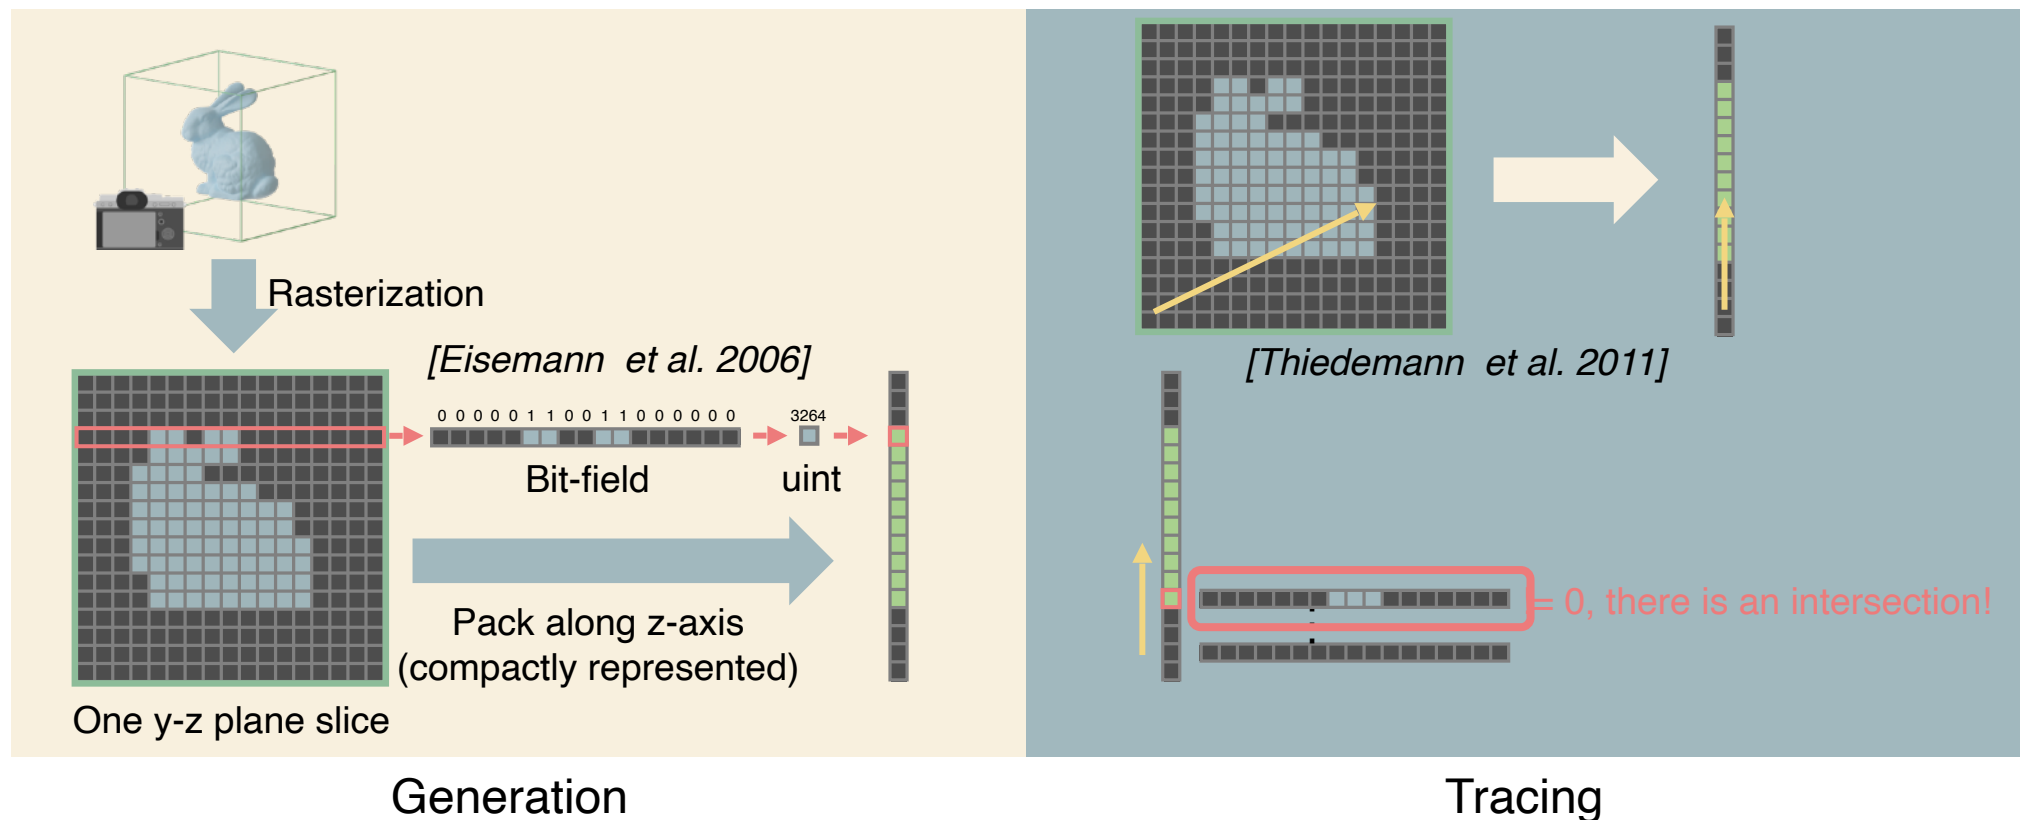 Rasterization
[Eisemann et al. 2006]
0 0 0 0 0 1 1 0 0 1 1 0 0 0 0 0 0
3264
Bit-field
uint
Pack along z-axis
(compactly represented)
One y-z plane slice
Generation
[Thiedemann et al. 2011]
= 0, there is an intersection!
Tracing